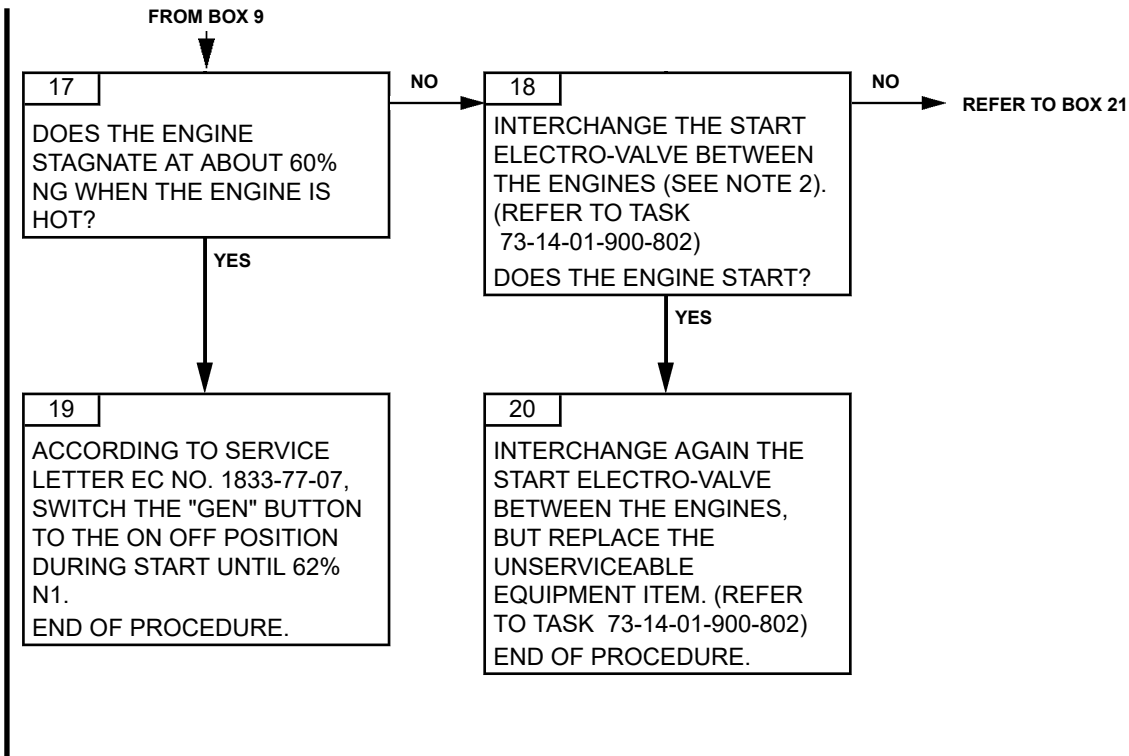 FROM BOX 9
17
DOES THE ENGINE
STAGNATE AT ABOUT 60%
NG WHEN THE ENGINE IS
HOT?
NO
18
INTERCHANGE THE START
ELECTRO-VALVE BETWEEN
THE ENGINES (SEE NOTE 2).
(REFER TO TASK
73-14-01-900-802)
DOES THE ENGINE START?
NO
REFER TO BOX 21
YES
YES
19
ACCORDING TO SERVICE
LETTER EC NO. 1833-77-07,
SWITCH THE "GEN" BUTTON
TO THE ON OFF POSITION
DURING START UNTIL 62%
N1.
END OF PROCEDURE.
20
INTERCHANGE AGAIN THE
START ELECTRO-VALVE
BETWEEN THE ENGINES,
BUT REPLACE THE
UNSERVICEABLE
EQUIPMENT ITEM. (REFER
TO TASK 73-14-01-900-802)
END OF PROCEDURE.